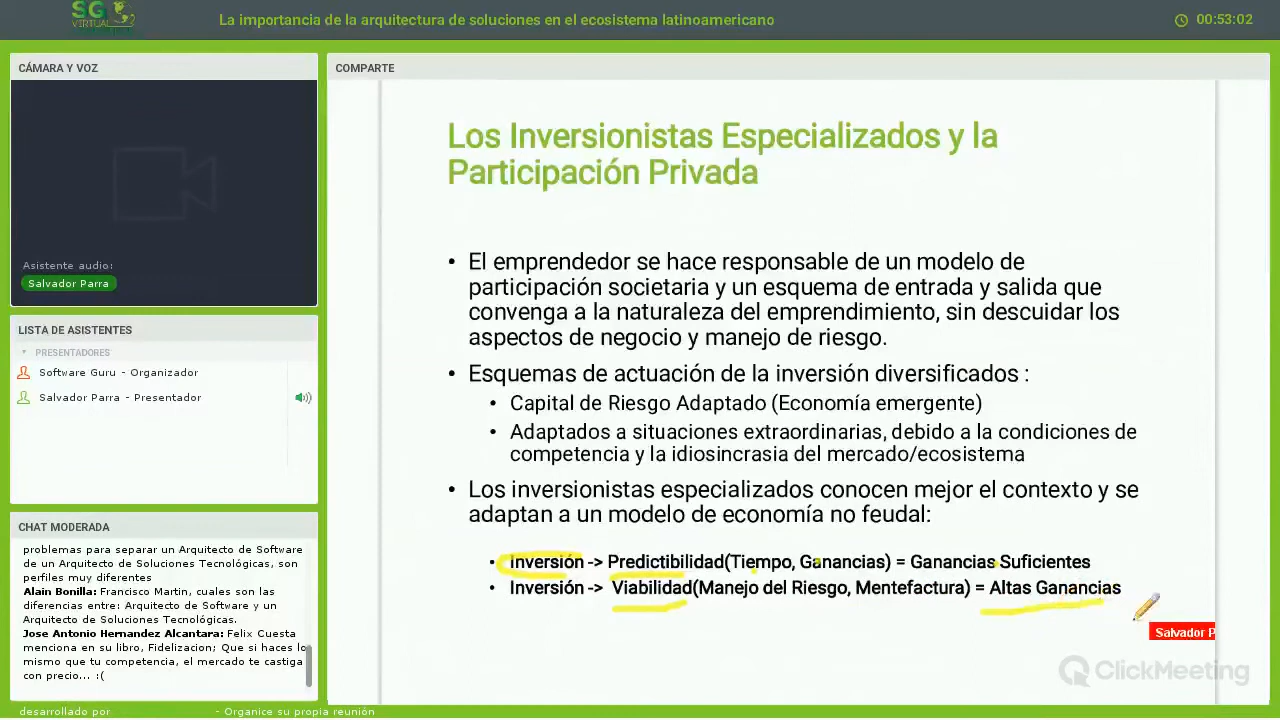 SG
VIRTUAL
La importancia de la arquitectura de soluciones en el ecosistema latinoamericano
00:53:02
CÁMARA Y VOZ
Asistente audio:
Salvador Parra
LISTA DE ASISTENTES
PRESENTADORES
Software Guru - Organizador
Salvador Parra - Presentador
CHAT MODERADA
problemas para separar un Arquitecto de Software
de un Arquitecto de Soluciones Tecnológicas, son
perfiles muy diferentes
Alain Bonilla: Francisco Martin, cuales son las
diferencias entre: Arquitecto de Software y un
Arquitecto de Soluciones Tecnológicas.
Jose Antonio Hernandez Alcantara: Felix Cuesta
menciona en su libro, Fidelizacion; Que si haces lo
mismo que tu competencia, el mercado te castiga
con precio... :(
COMPARTE
Los Inversionistas Especializados y la
Participación Privada
• El emprendedor se hace responsable de un modelo de
participación societaria y un esquema de entrada y salida que
convenga a la naturaleza del emprendimiento, sin descuidar los
aspectos de negocio y manejo de riesgo.
• Esquemas de actuación de la inversión diversificados :
• Capital de Riesgo Adaptado (Economía emergente)
• Adaptados a situaciones extraordinarias, debido a la condiciones de
competencia y la idiosincrasia del mercado/ecosistema
• Los inversionistas especializados conocen mejor el contexto y se
adaptan a un modelo de economía no feudal:
• Inversión -> Predictibilidad(Tiempo, Ganancias) = Ganancias Suficientes
• Inversión -> Viabilidad(Manejo del Riesgo, Mentefactura) = Altas Ganancias
Salvador P
ClickMeeting
desarrollado por - Organice su propia reunión